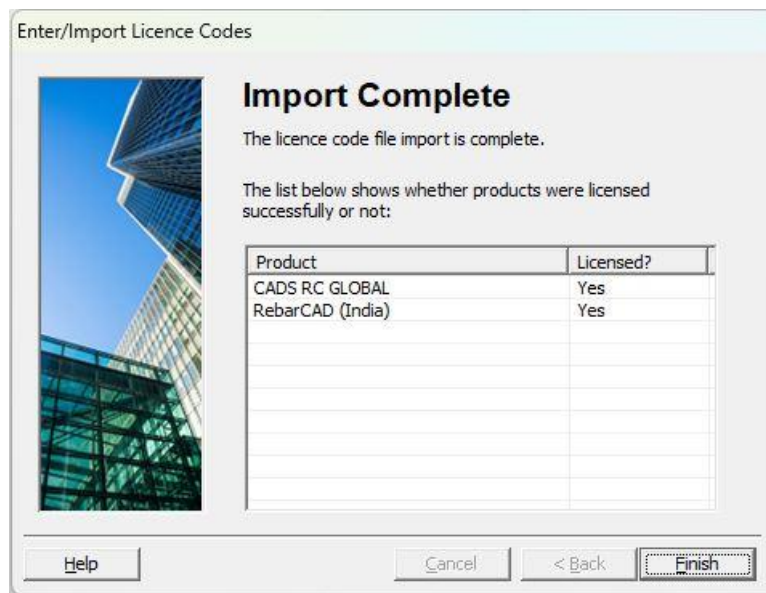 Enter/Import Licence Codes
Import Complete
The licence code file import is complete.
The list below shows whether products were licensed
successfully or not:
Product Licensed?
CADS RC GLOBAL Yes
RebarCAD (India) Yes
Help Cancel < Back Finish